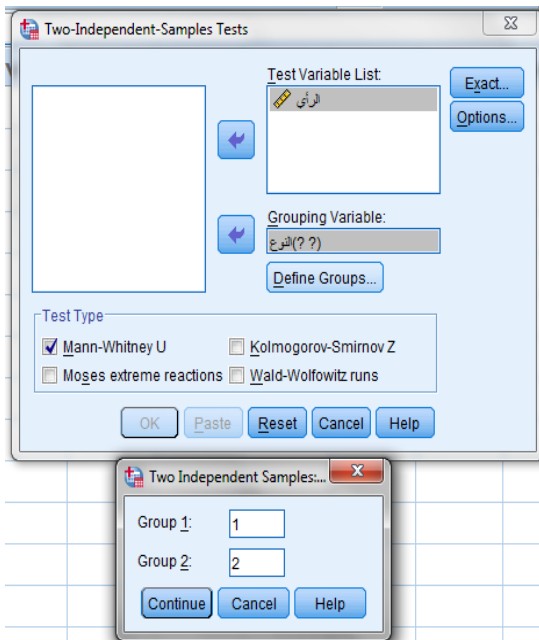 Two-Independent-Samples Tests
Test Variable List:
الرأي
Exact...
Options...
Grouping Variable:
النوع(? ?)
Define Groups...
Test Type
Mann-Whitney U
Kolmogorov-Smirnov Z
Moses extreme reactions
Wald-Wolfowitz runs
OK
Paste
Reset
Cancel
Help
Two Independent Samples:...
Group 1:
1
Group 2:
2
Continue
Cancel
Help